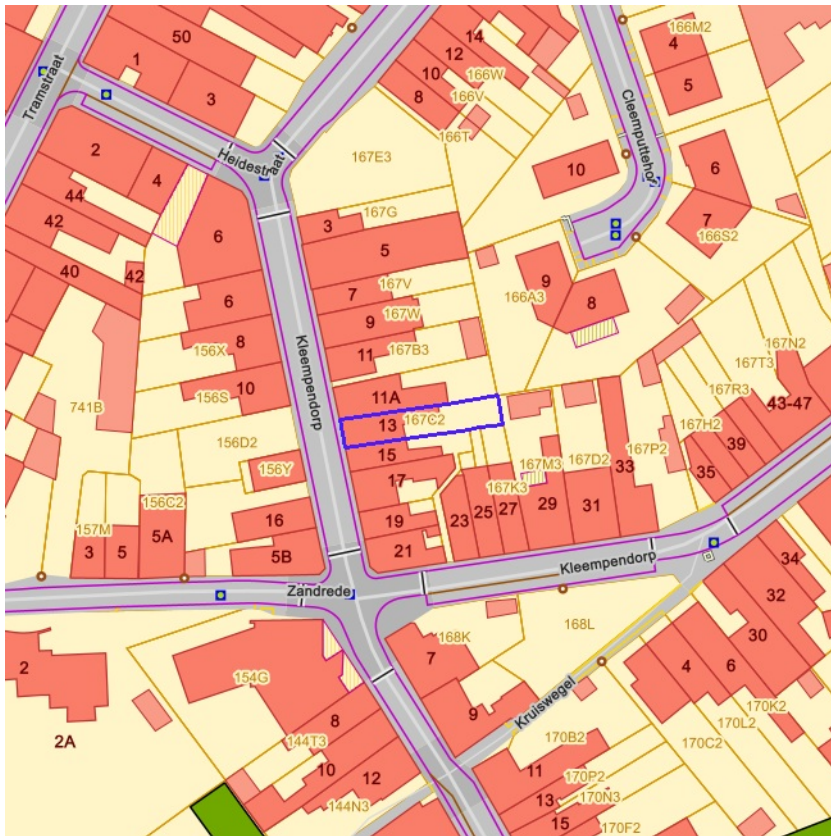 50
1
3
Tramstraat
2
4
44
42
40
42
Heidestraat
14
12
10
8
166W
166V
166T
167E3
166M2
4
5
Cleemputtehof
10
6
7
166S2
9
8
166A3
6
6
8
156X
10
156S
3
167G
5
7
167V
9
167W
11
167B3
Kleempendorp
11A
13
167C2
15
17
19
21
741B
156D2
156Y
16
5B
157M
156C2
3
5
5A
23
25
27
29
31
33
167K3
167M3
167D2
167P2
167H2
167R3
167T3
167N2
35
39
43-47
Kleempendorp
Zandrede
34
32
30
6
4
168K
168L
7
9
Kruiswegel
2
2A
154G
8
144T3
10
12
144N3
170B2
11
170P2
13
170N3
15
170F2
170C2
170L2
170K2